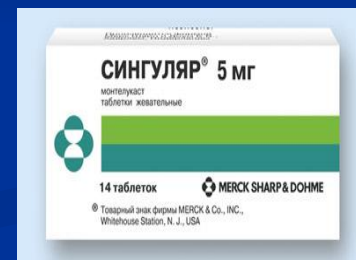 СИНГУЛЯР® 5 мг
монтелукаст
таблетки жевательные
14 таблеток
MERCK SHARP & DOHME
® Товарный знак фирмы MERCK & Co., INC.,
Whitehouse Station, N. J., USA